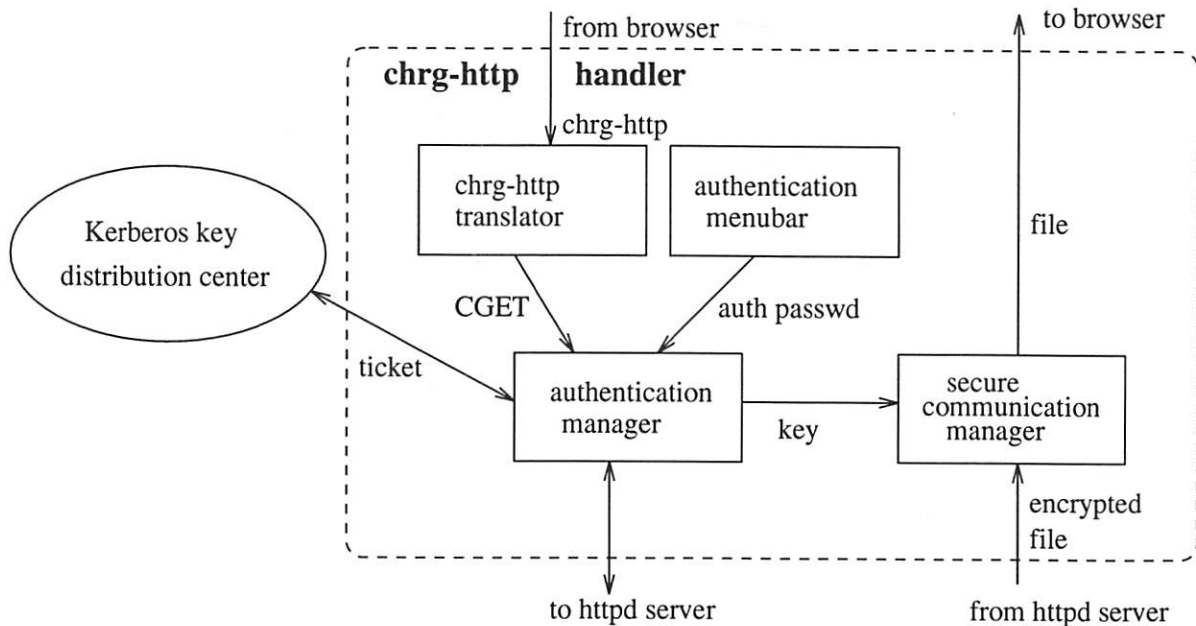 from browser
to browser
chrg-http handler
chrg-http
chrg-http
translator
authentication
menubar
file
Kerberos key
distribution center
CGET
auth passwd
ticket
authentication
manager
key
secure
communication
manager
encrypted
file
to httpd server
from httpd server